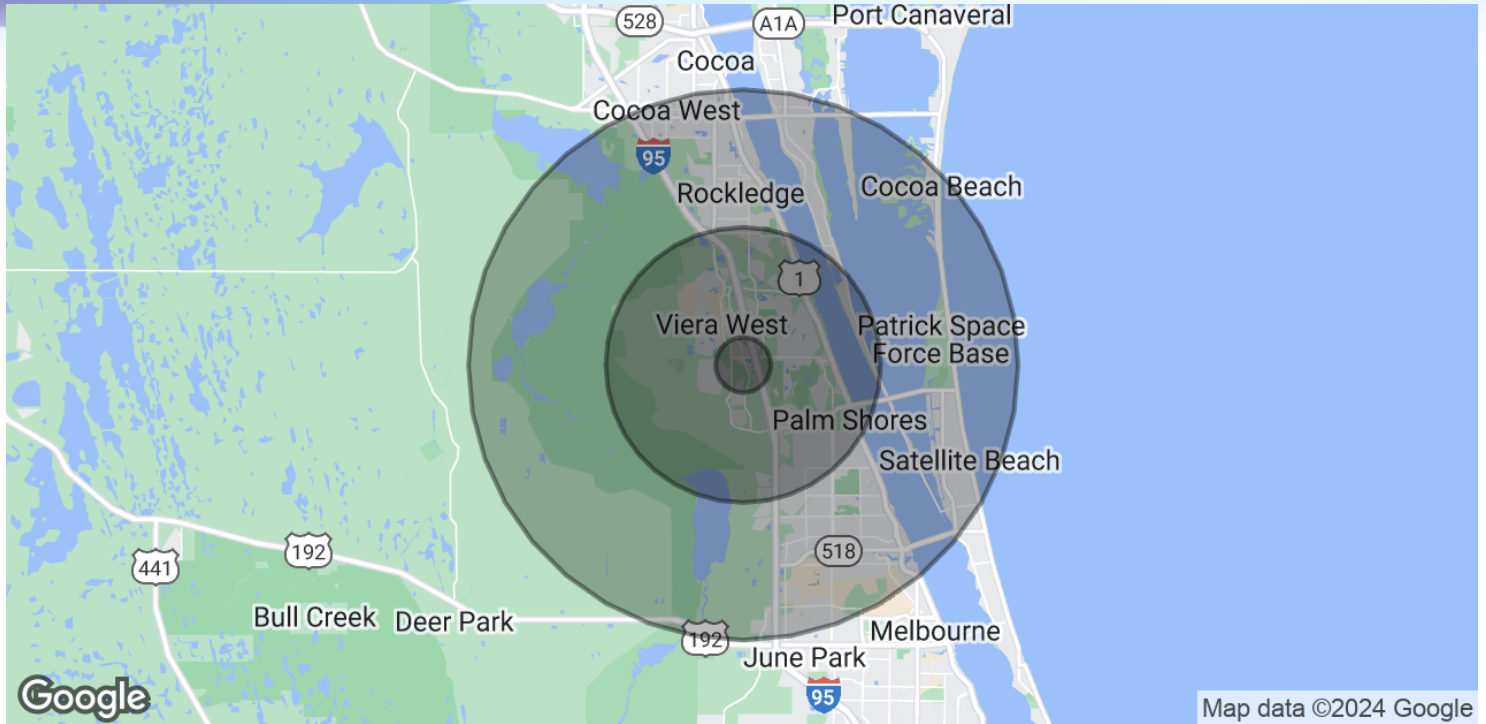 528
A1A
Port Canaveral
Cocoa
Cocoa West
95
Rockledge
Cocoa Beach
1
Viera West
Patrick Space
Force Base
Palm Shores
Satellite Beach
518
192
441
Bull Creek
Deer Park
192
Melbourne
June Park
95
Google
Map data ©2024 Google